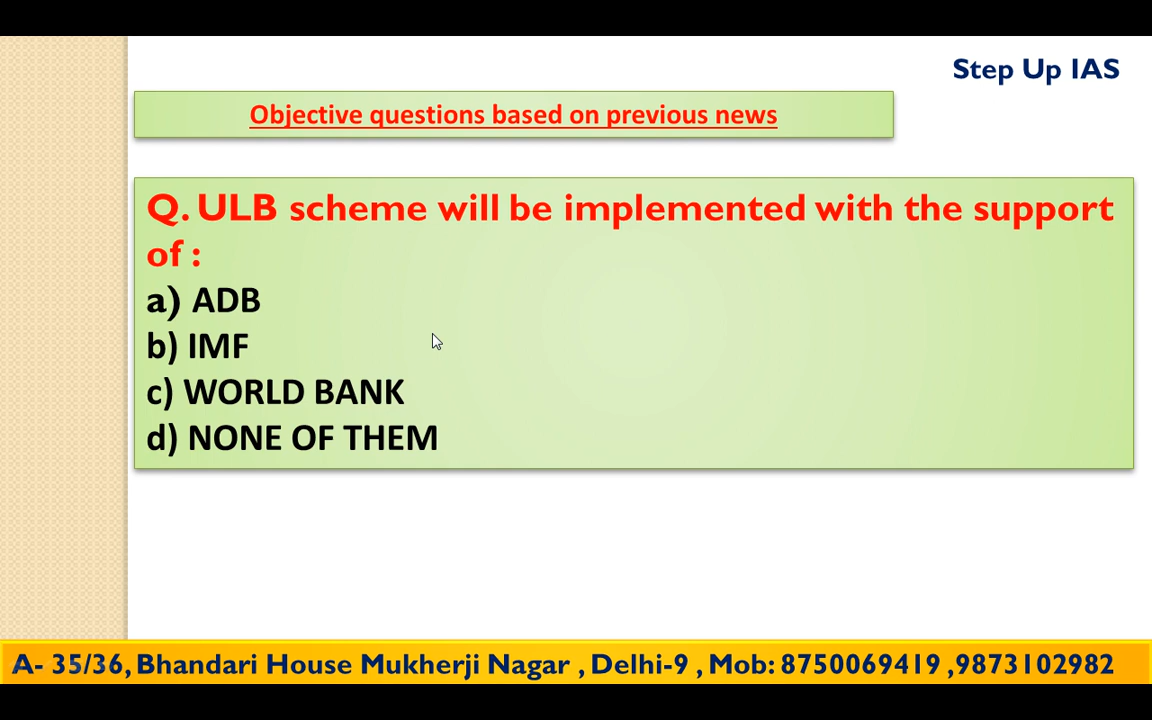 Step Up IAS
Objective questions based on previous news
Q. ULB scheme will be implemented with the support
of :
a) ADB
b) IMF
c) WORLD BANK
d) NONE OF THEM
A- 35/36, Bhandari House Mukherji Nagar , Delhi-9 , Mob: 8750069419 ,9873102982